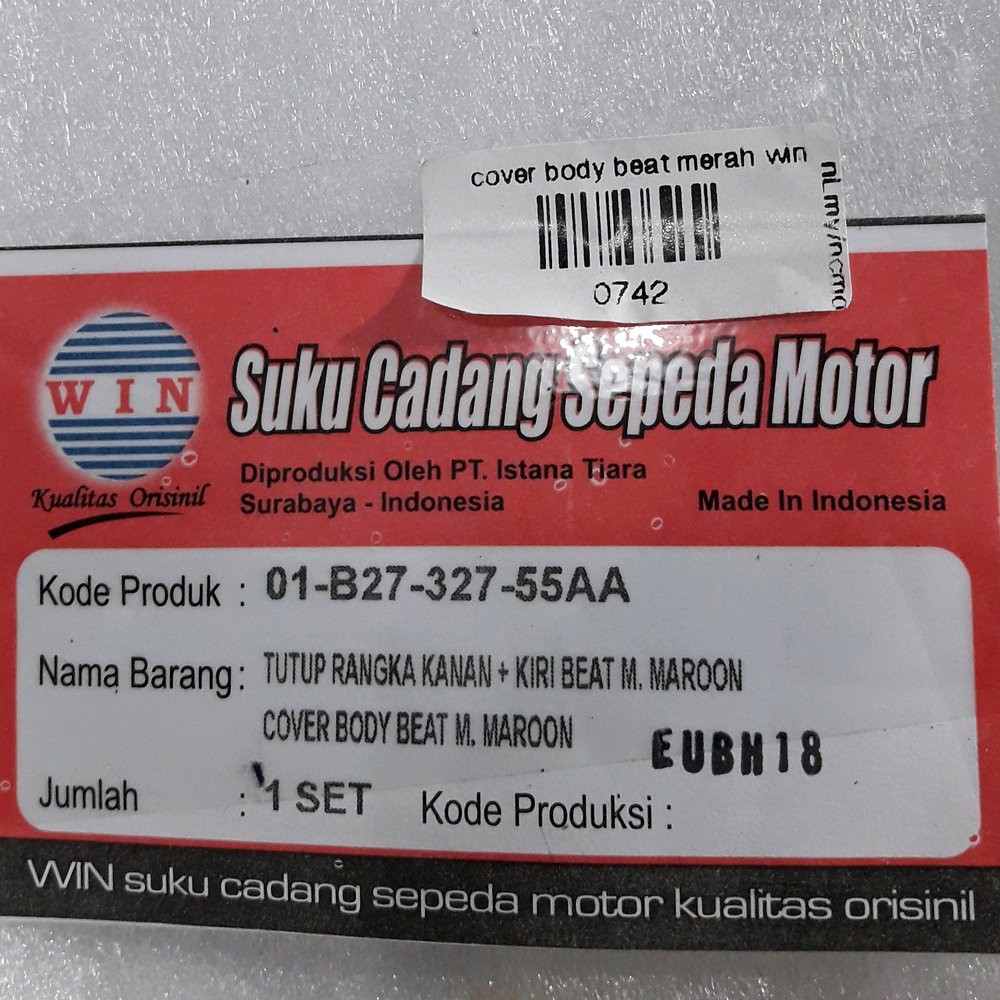 cover body beat merah win
0742
WIN
Kualitas Orisinil
Suku Cadang Sepeda Motor
Diproduksi Oleh PT. Istana Tiara
Surabaya - Indonesia
Made In Indonesia
Kode Produk : 01-B27-327-55AA
Nama Barang : TUTUP RANGKA KANAN + KIRI BEAT M. MAROON
COVER BODY BEAT M. MAROON
EUBH18
Jumlah : 1 SET
Kode Produksi :
WIN suku cadang sepeda motor kualitas orisinil